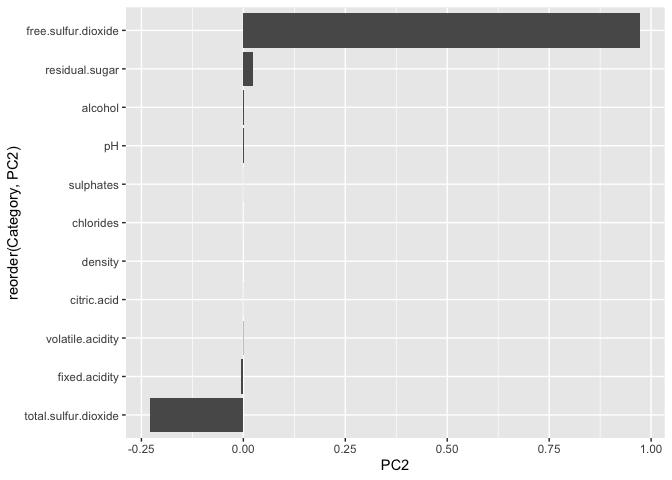 free.sulfur.dioxide
residual.sugar
alcohol
pH
sulphates
chlorides
density
citric.acid
volatile.acidity
fixed.acidity
total.sulfur.dioxide
reorder(Category, PC2)
-0.25 0.00 0.25 0.50 0.75 1.00
PC2